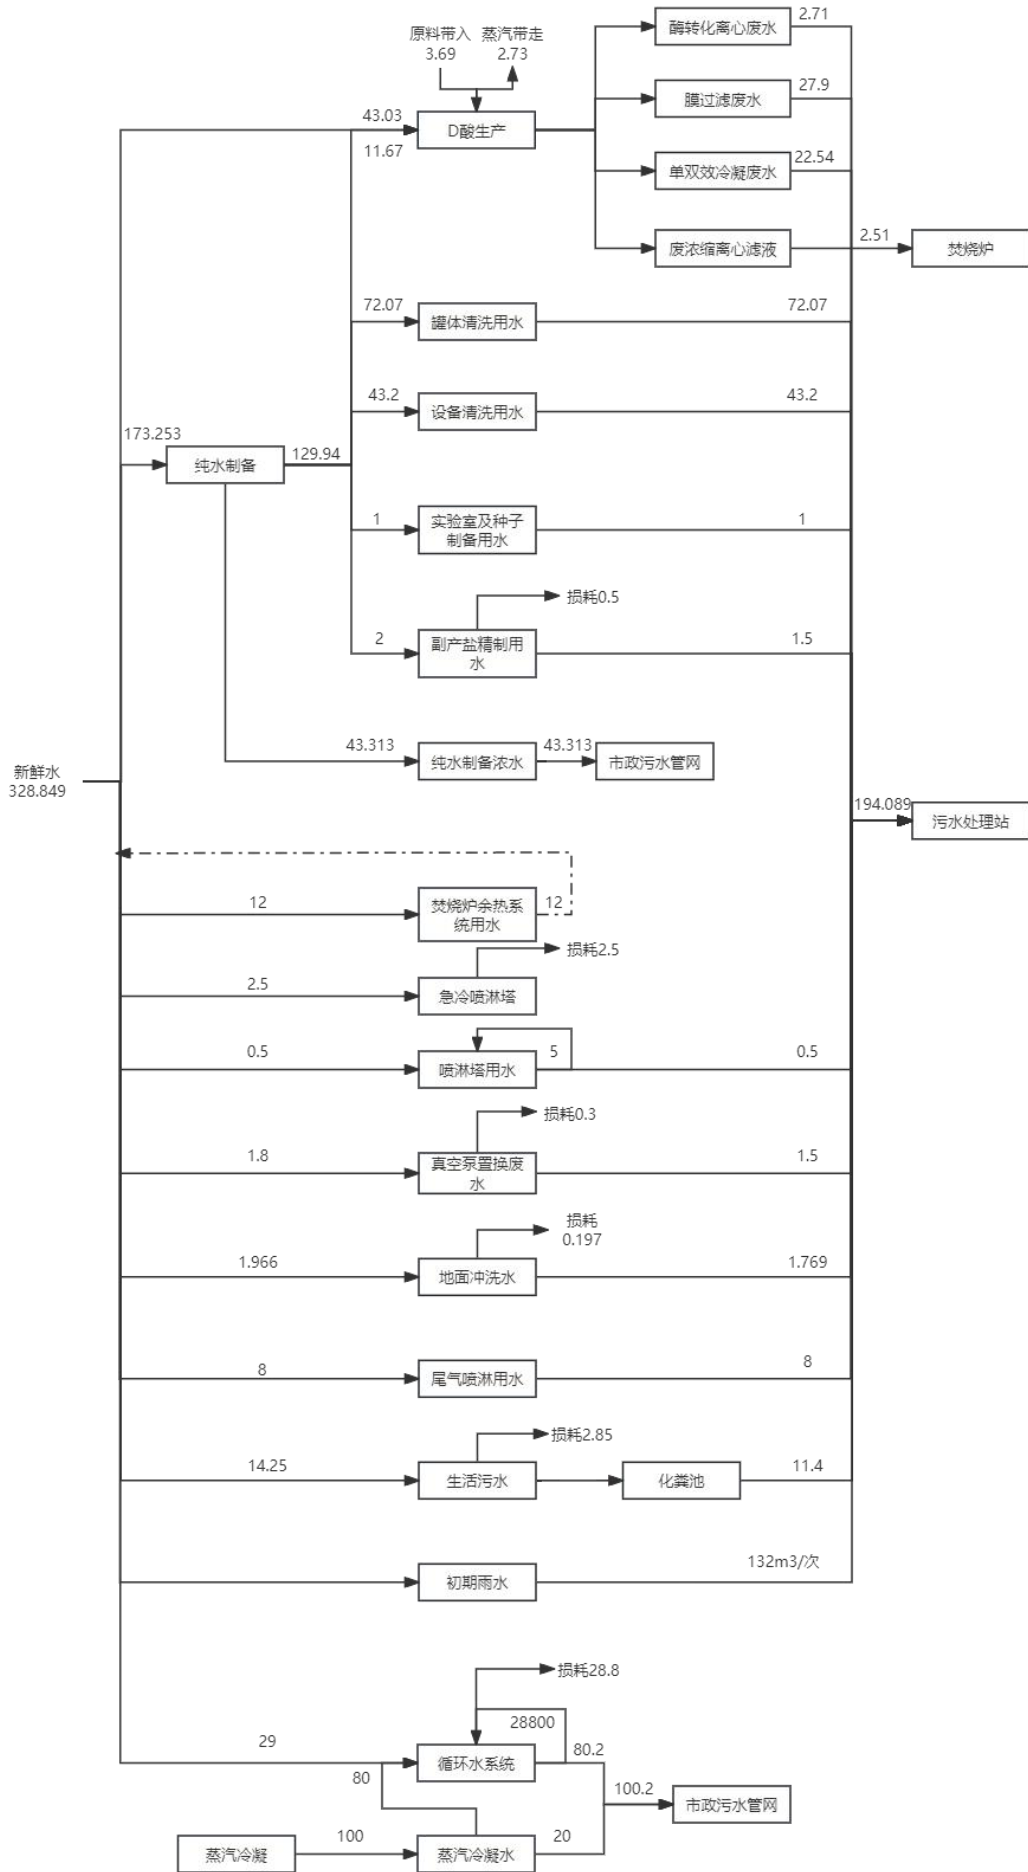 2.71
原料带入 蒸汽带走
3.69 2.73
酶转化离心废水
27.9
膜过滤废水
43.03
D酸生产
11.67
22.54
单双效冷凝废水
2.51
废浓缩离心滤液
焚烧炉
72.07
罐体清洗用水
72.07
43.2
设备清洗用水
43.2
173.253
纯水制备
129.94
1
实验室及种子
制备用水
1
损耗0.5
2
副产盐精制用
水
1.5
43.313
纯水制备浓水
43.313
市政污水管网
新鲜水
328.849
194.089
污水处理站
12
焚烧炉余热系
统用水
12
损耗2.5
2.5
急冷喷淋塔
0.5
喷淋塔用水
5
0.5
损耗0.3
1.8
真空泵置换废
水
1.5
损耗
0.197
1.966
地面冲洗水
1.769
8
尾气喷淋用水
8
损耗2.85
14.25
生活污水
化粪池
11.4
132m3/次
初期雨水
损耗28.8
28800
29
循环水系统
80.2
80
100.2
市政污水管网
蒸汽冷凝
100
蒸汽冷凝水
20